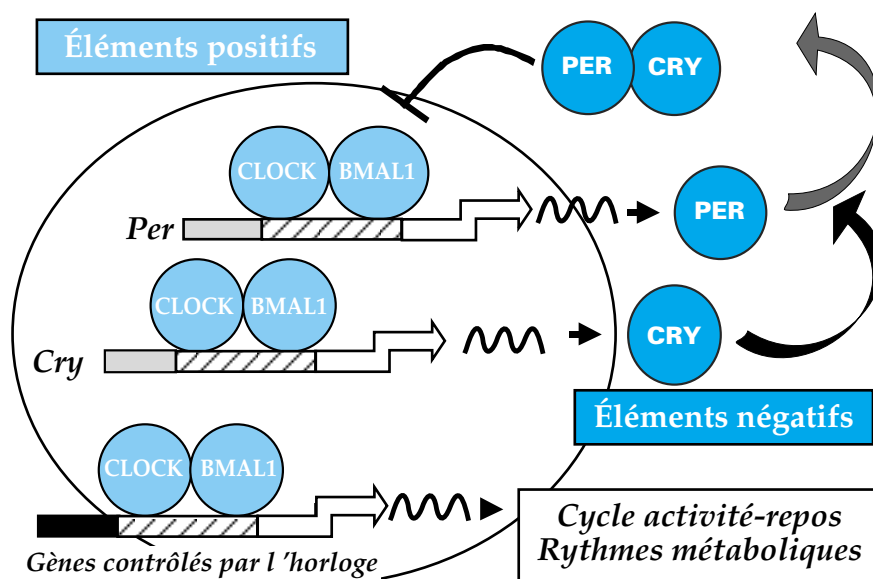 Éléments positifs
PER
CRY
CLOCK
BMAL1
Per
PER
CLOCK
BMAL1
Cry
CRY
Éléments négatifs
CLOCK
BMAL1
Cycle activité-repos
Rythmes métaboliques
Gènes contrôlés par l ’horloge